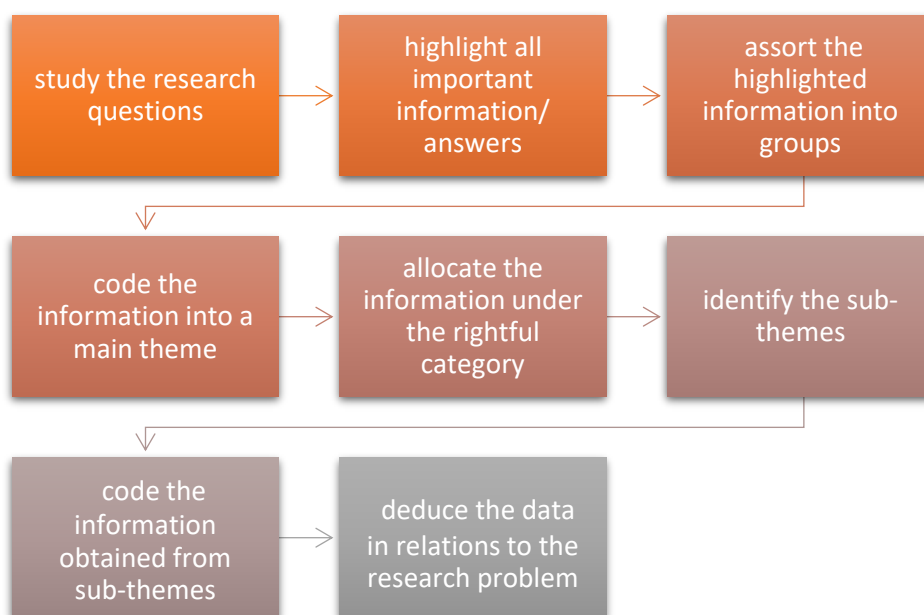 study the research
questions
highlight all
important
information/
answers
assort the
highlighted
information into
groups
code the
information into a
main theme
allocate the
information under
the rightful
category
identify the sub-
themes
code the
information
obtained from
sub-themes
deduce the data
in relations to the
research problem